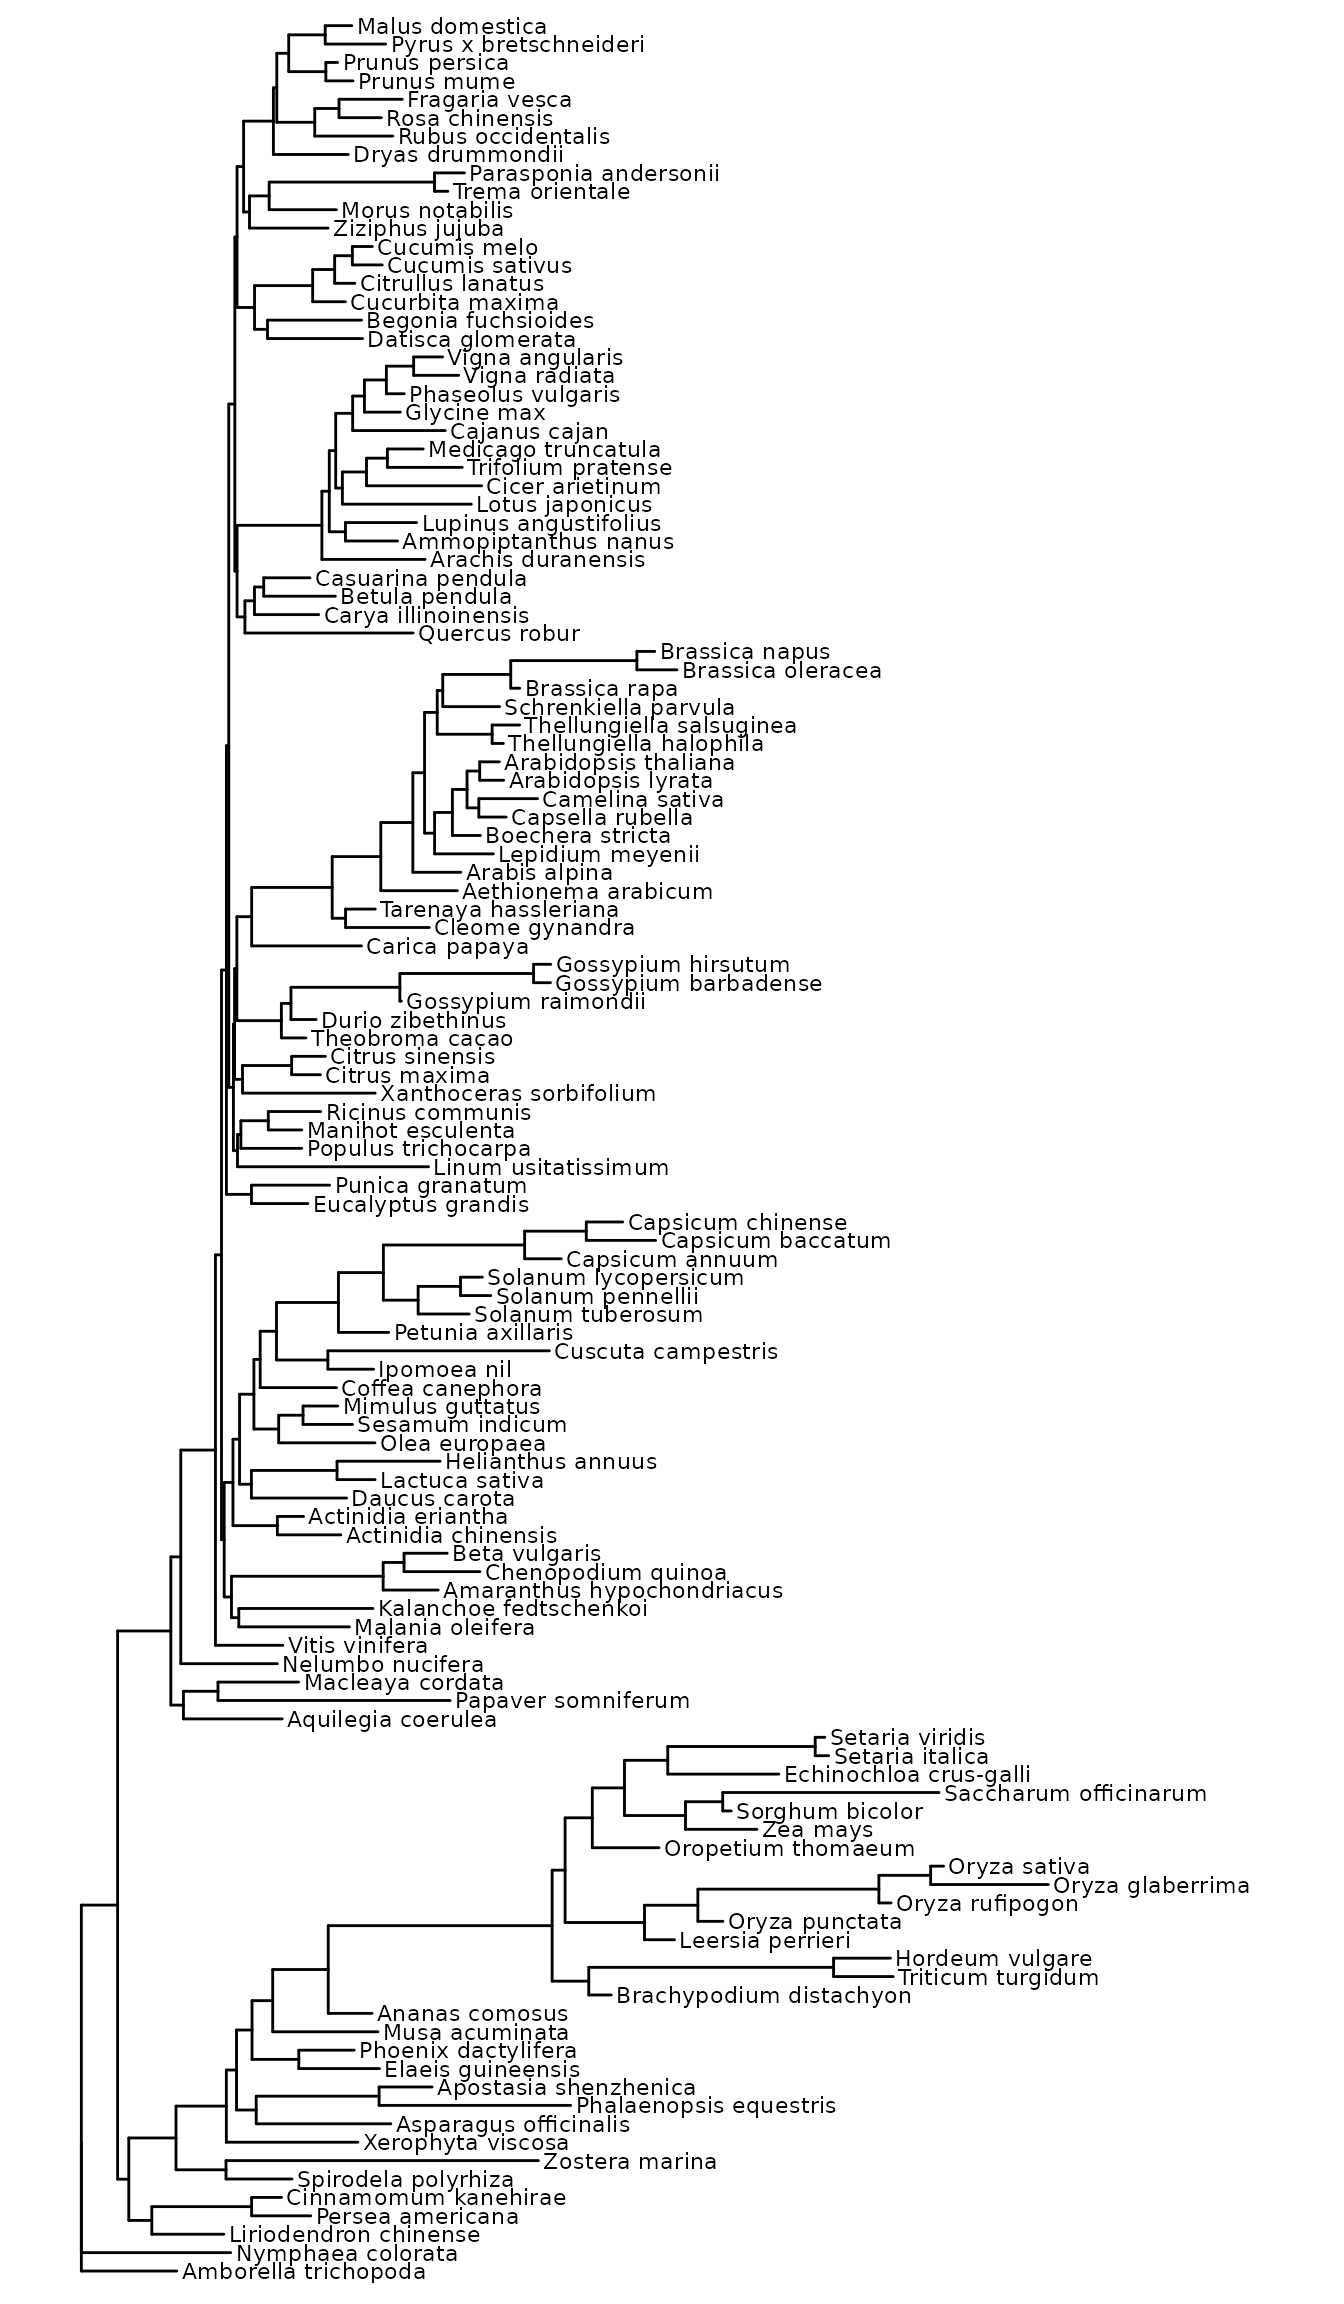 Malus domestica
Pyrus x bretschneideri
Prunus persica
Prunus mume
Fragaria vesca
Rosa chinensis
Rubus occidentalis
Dryas drummondii
Parasponia andersonii
Trema orientale
Morus notabilis
Ziziphus jujuba
Cucumis melo
Cucumis sativus
Citrullus lanatus
Cucurbita maxima
Begonia fuchsioides
Datisca glomerata
Vigna angularis
Vigna radiata
Phaseolus vulgaris
Glycine max
Cajanus cajan
Medicago truncatula
Trifolium pratense
Cicer arietinum
Lotus japonicus
Lupinus angustifolius
Ammopiptanthus nanus
Arachis duranensis
Casuarina pendula
Betula pendula
Carya illinoinensis
Quercus robur
Brassica napus
Brassica oleracea
Brassica rapa
Schrenkiella parvula
Thellungiella salsuginea
Thellungiella halophila
Arabidopsis thaliana
Arabidopsis lyrata
Camelina sativa
Capsella rubella
Boechera stricta
Lepidium meyenii
Arabis alpina
Aethionema arabicum
Tarenaya hassleriana
Cleome gynandra
Carica papaya
Gossypium hirsutum
Gossypium barbadense
Gossypium raimondii
Durio zibethinus
Theobroma cacao
Citrus sinensis
Citrus maxima
Xanthoceras sorbifolium
Ricinus communis
Manihot esculenta
Populus trichocarpa
Linum usitatissimum
Punica granatum
Eucalyptus grandis
Capsicum chinense
Capsicum baccatum
Capsicum annuum
Solanum lycopersicum
Solanum pennellii
Solanum tuberosum
Petunia axillaris
Cuscuta campestris
Ipomoea nil
Coffea canephora
Mimulus guttatus
Sesamum indicum
Olea europaea
Helianthus annuus
Lactuca sativa
Daucus carota
Actinidia eriantha
Actinidia chinensis
Beta vulgaris
Chenopodium quinoa
Amaranthus hypochondriacus
Kalanchoe fedtschenkoi
Malania oleifera
Vitis vinifera
Nelumbo nucifera
Macleaya cordata
Papaver somniferum
Aquilegia coerulea
Setaria viridis
Setaria italica
Echinochloa crus-galli
Saccharum officinarum
Sorghum bicolor
Zea mays
Oropetium thomaeum
Oryza sativa
Oryza glaberrima
Oryza rufipogon
Oryza punctata
Leersia perrieri
Hordeum vulgare
Triticum turgidum
Brachypodium distachyon
Ananas comosus
Musa acuminata
Phoenix dactylifera
Elaeis guineensis
Apostasia shenzhenica
Phalaenopsis equestris
Asparagus officinalis
Xerophyta viscosa
Zostera marina
Spirodela polyrhiza
Cinnamomum kanehirae
Persea americana
Liriodendron chinense
Nymphaea colorata
Amborella trichopoda